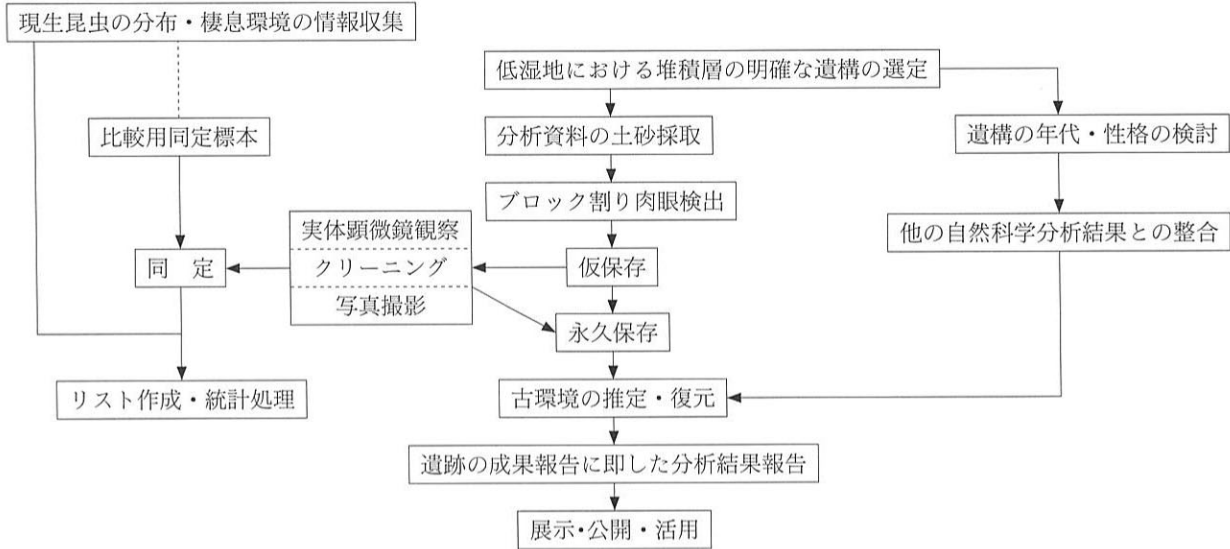 現生昆虫の分布・棲息環境の情報収集
低湿地における堆積層の明確な遺構の選定
比較用同定標本
分析資料の土砂採取
遺構の年代・性格の検討
ブロック割り肉眼検出
実体顕微鏡観察
他の自然科学分析結果との整合
同　定
クリーニング
仮保存
写真撮影
永久保存
リスト作成・統計処理
古環境の推定・復元
遺跡の成果報告に即した分析結果報告
展示・公開・活用